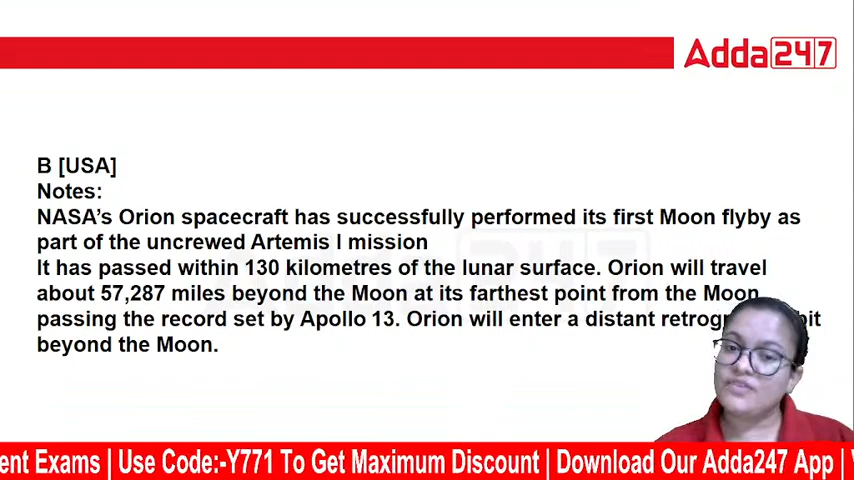 Adda247
B [USA]
Notes:
NASA's Orion spacecraft has successfully performed its first Moon flyby as
part of the uncrewed Artemis I mission
It has passed within 130 kilometres of the lunar surface. Orion will travel
about 57,287 miles beyond the Moon at its farthest point from the Moon
passing the record set by Apollo 13. Orion will enter a distant
beyond the Moon.
Exams | Use Code:-Y771 To Get Maximum Discount | Download Our Adda247 App |